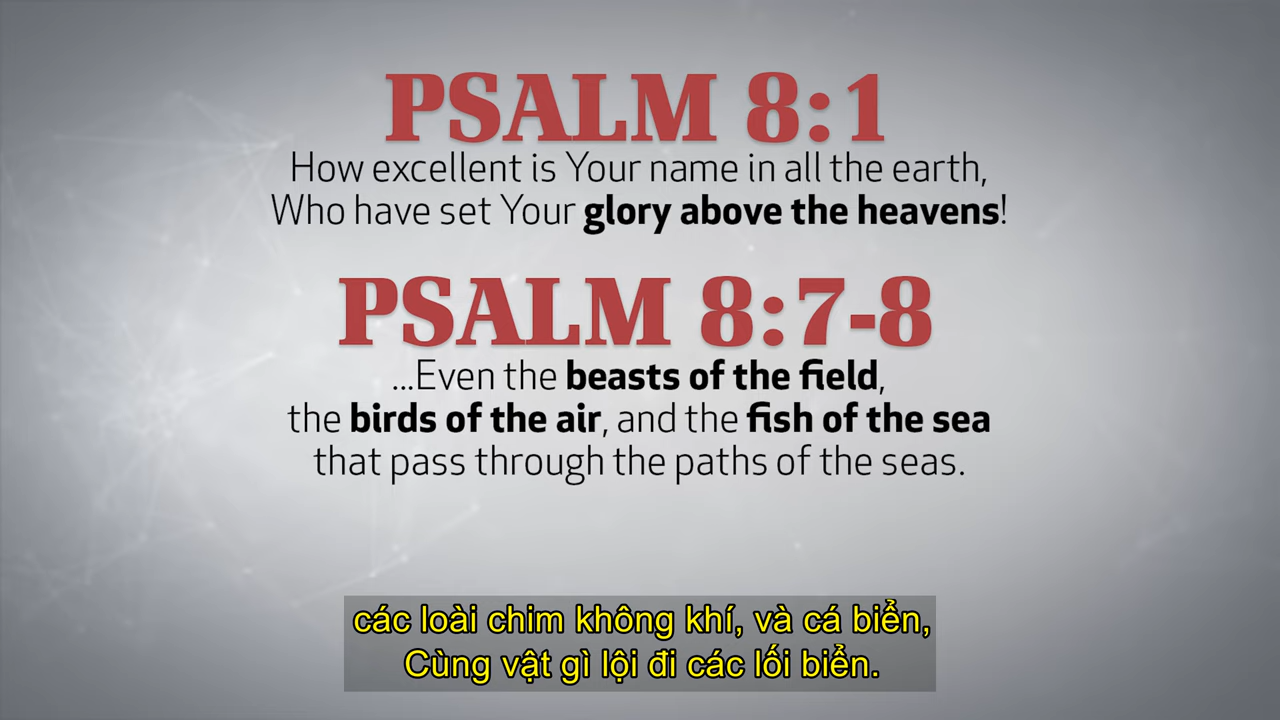 PSALM 8:1
How excellent is Your name in all the earth,
Who have set Your glory above the heavens!
PSALM 8:7-8
...Even the beasts of the field,
the birds of the air, and the fish of the sea
that pass through the paths of the seas.
các loài chim không khí, và cá biển,
Cùng vật gì lội đi các lối biển.